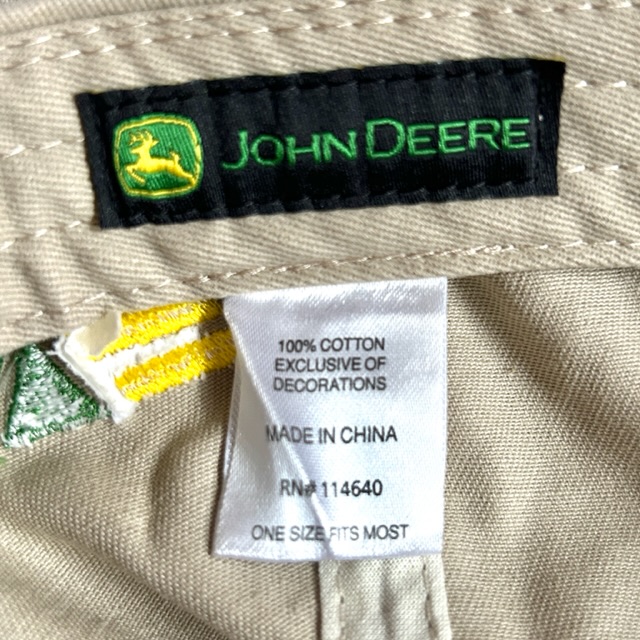 JOHN DEERE
100% COTTON
EXCLUSIVE OF
DECORATIONS
MADE IN CHINA
RN# 114640
ONE SIZE FITS MOST